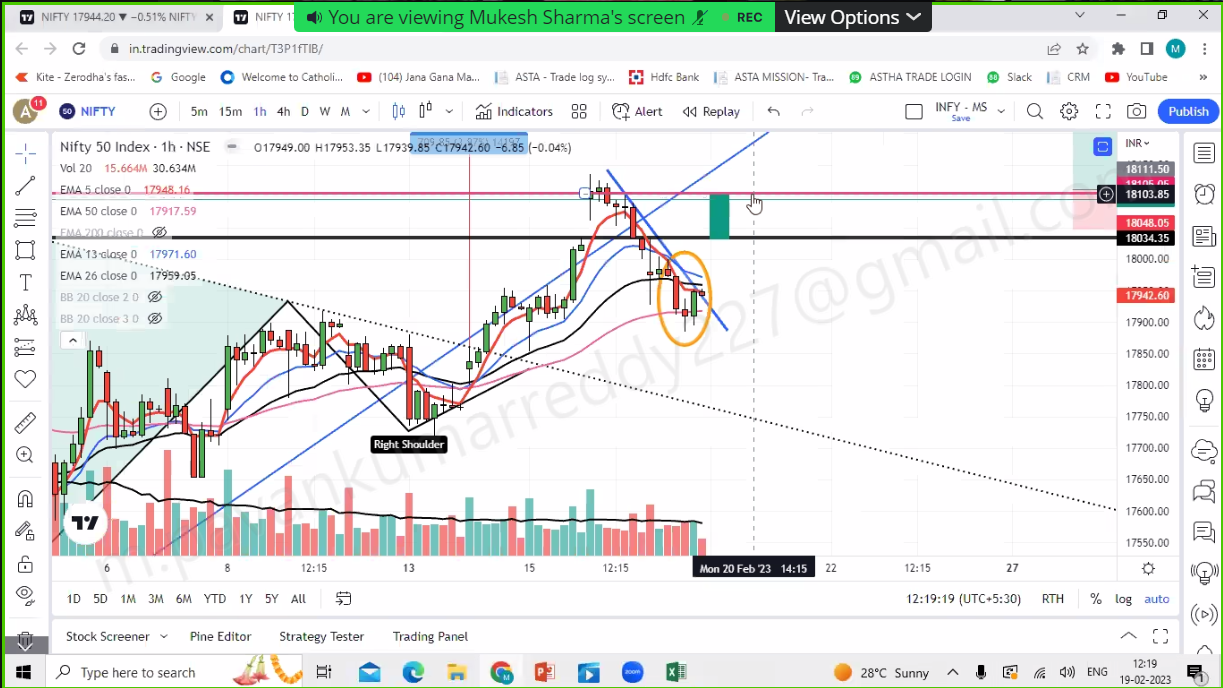 NIFTY 17944.20 ▼ −0.51% NIFTY
NIFTY 17
You are viewing Mukesh Sharma's screen
REC
View Options
in.tradingview.com/chart/T3P1fTIB/
M
Kite - Zerodha's fas...
Google
Welcome to Catholi...
(104) Jana Gana Ma...
ASTA - Trade log sy...
Hdfc Bank
ASTA MISSION- Tra...
ASTHA TRADE LOGIN
Slack
CRM
YouTube
»
A 11
50 NIFTY
5m 15m 1h 4h D W M
Indicators
Alert
Replay
INFY - MS
Save
Publish
Nifty 50 Index · 1h · NSE
O17949.00 H17953.35 L17939.85 C17942.60 −6.85 (−0.04%)
INR
Vol 20 15.664M 30.634M
18111.50
EMA 5 close 0 17948.16
18103.85
EMA 50 close 0 17917.59
18048.05
EMA 200 close 0
18034.35
EMA 13 close 0 17971.60
18000.00
EMA 26 close 0 17959.05
BB 20 close 2 0
17942.60
BB 20 close 3 0
17900.00
17850.00
17800.00
17750.00
Right Shoulder
17700.00
17650.00
17600.00
17550.00
m.p.vankumarreddy227@gmail.com
6 8 12:15 13 15 12:15 Mon 20 Feb '23 14:15 22 12:15 27
1D 5D 1M 3M 6M YTD 1Y 5Y All
12:19:19 (UTC+5:30) RTH % log auto
Stock Screener
Pine Editor
Strategy Tester
Trading Panel
Type here to search
zoom
28°C Sunny
ENG
12:19
19-02-2023
1